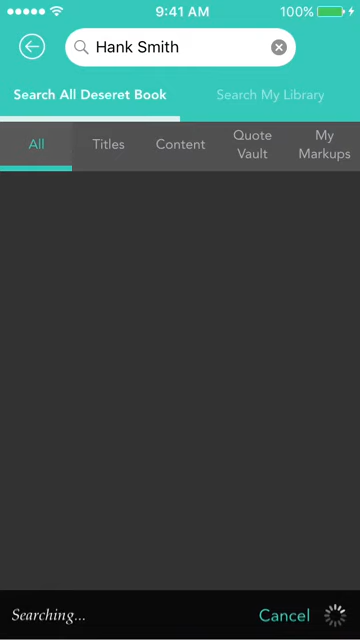 9:41 AM
100%
Hank Smith
Search All Deseret Book
Search My Library
All
Titles
Content
Quote
Vault
My
Markups
Searching...
Cancel